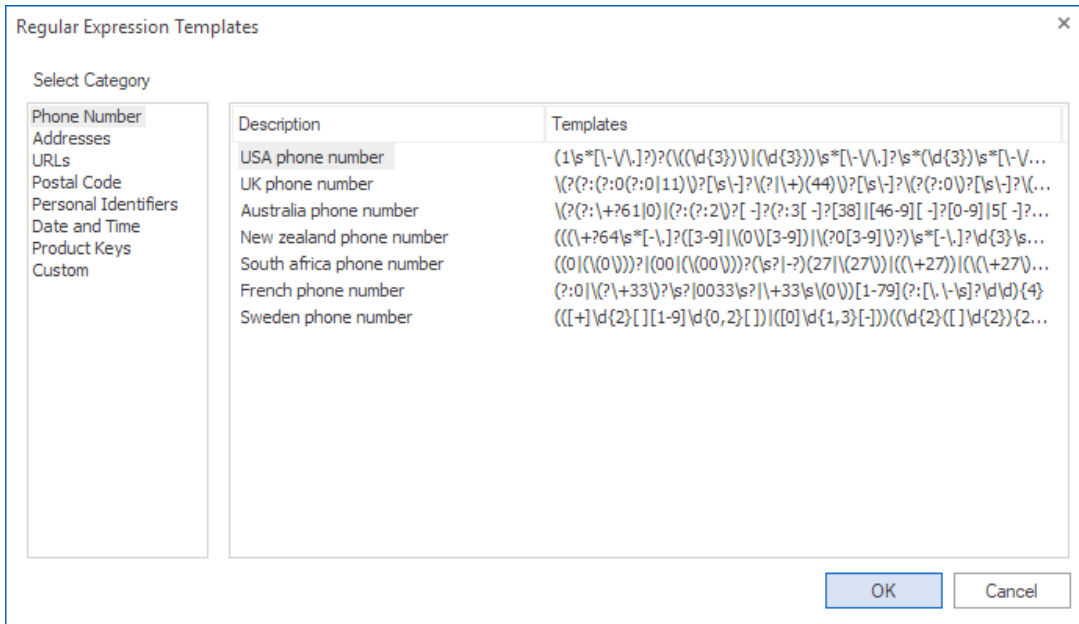 Regular Expression Templates
Select Category
Phone Number
Addresses
URLs
Postal Code
Personal Identifiers
Date and Time
Product Keys
Custom
Description Templates
USA phone number (1\s*[\-\/\.]?)?(\((\d{3})\)|(\d{3}))\s*[\-\/\.]?\s*(\d{3})\s*[\-\/...
UK phone number \(?(?:(?:0(?:0|11)\)?[\s\-]?\(?|\+)(44)\)?[\s\-]?\(?(?:0\)?[\s\-]?\(...
Australia phone number \(?(?:\+?61|0)(?:(?:2\)?[ -]?(?:3[ -]?[38]|[46-9][ -]?[0-9]|5[ -]?...
New zealand phone number (((\+?64\s*[-\.]?([3-9]|\(0\)[3-9])|\(?0[3-9]\)?)\s*[-\.]?\d{3}\s...
South africa phone number ((0|(\(0\)))?|(00|(\(00\)))?(\s?|-?)(27|\(27\))|((\+27))|(\(\+27\)...
French phone number (?:0|\(?\+33\)?\s?|0033\s?|\+33\s\(0\))[1-79](?:[\.\-\s]?\d\d){4}
Sweden phone number (([+]\d{2}[ ][1-9]\d{0,2}[ ])|([0]\d{1,3}[-]))((\d{2}([ ]\d{2}){2...
OK Cancel